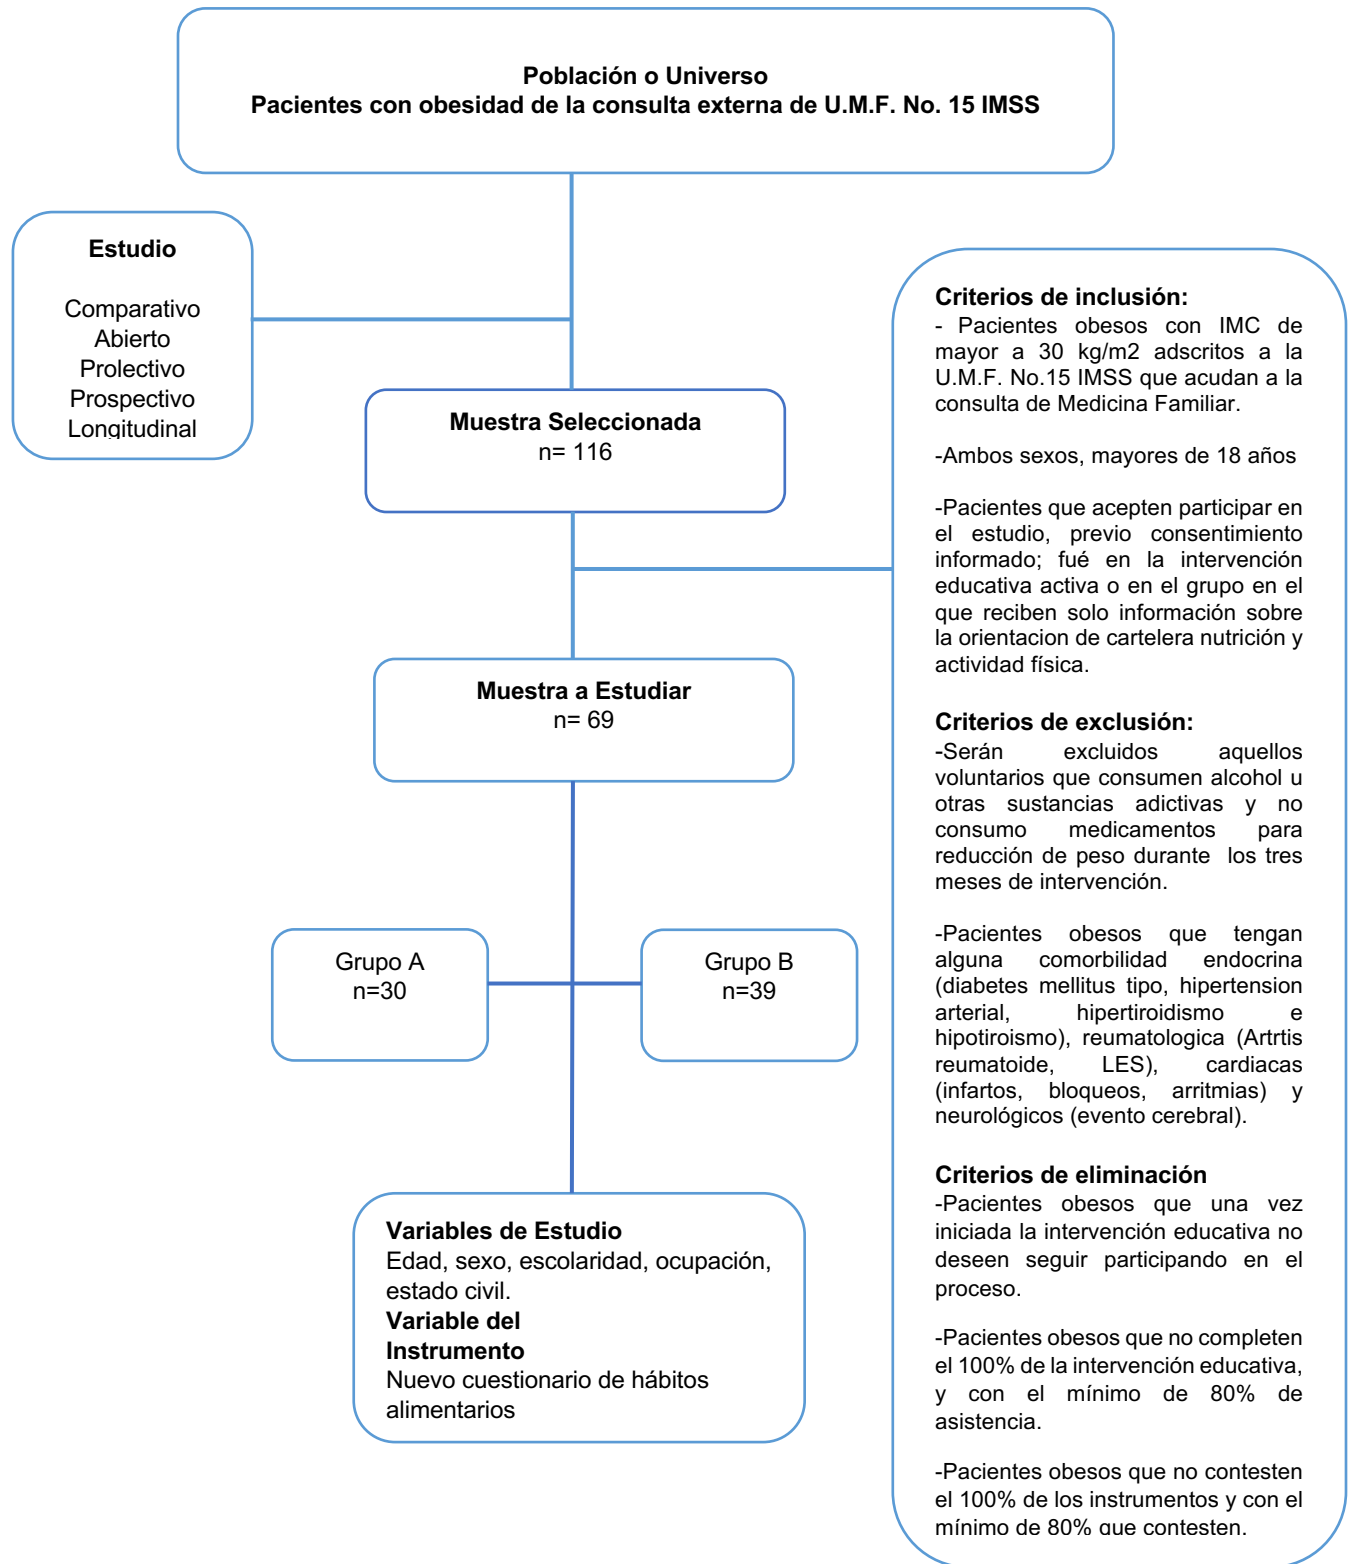 Población o Universo
Pacientes con obesidad de la consulta externa de U.M.F. No. 15 IMSS
Estudio
Comparativo
Abierto
Prolectivo
Prospectivo
Longitudinal
Muestra Seleccionada
n= 116
Muestra a Estudiar
n= 69
Grupo A
n=30
Grupo B
n=39
Variables de Estudio
Edad, sexo, escolaridad, ocupación,
estado civil.
Variable del
Instrumento
Nuevo cuestionario de hábitos
alimentarios
Criterios de inclusión:
- Pacientes obesos con IMC de
mayor a 30 kg/m2 adscritos a la
U.M.F. No.15 IMSS que acudan a la
consulta de Medicina Familiar.
-Ambos sexos, mayores de 18 años
-Pacientes que acepten participar en
el estudio, previo consentimiento
informado; fué en la intervención
educativa activa o en el grupo en el
que reciben solo información sobre
la orientacion de cartelera nutrición y
actividad física.
Criterios de exclusión:
-Serán excluidos aquellos
voluntarios que consumen alcohol u
otras sustancias adictivas y no
consumo medicamentos para
reducción de peso durante los tres
meses de intervención.
-Pacientes obesos que tengan
alguna comorbilidad endocrina
(diabetes mellitus tipo, hipertension
arterial, hipertiroidismo e
hipotiroismo), reumatologica (Artrtis
reumatoide, LES), cardiacas
(infartos, bloqueos, arritmias) y
neurológicos (evento cerebral).
Criterios de eliminación
-Pacientes obesos que una vez
iniciada la intervención educativa no
deseen seguir participando en el
proceso.
-Pacientes obesos que no completen
el 100% de la intervención educativa,
y con el mínimo de 80% de
asistencia.
-Pacientes obesos que no contesten
el 100% de los instrumentos y con el
mínimo de 80% que contesten.